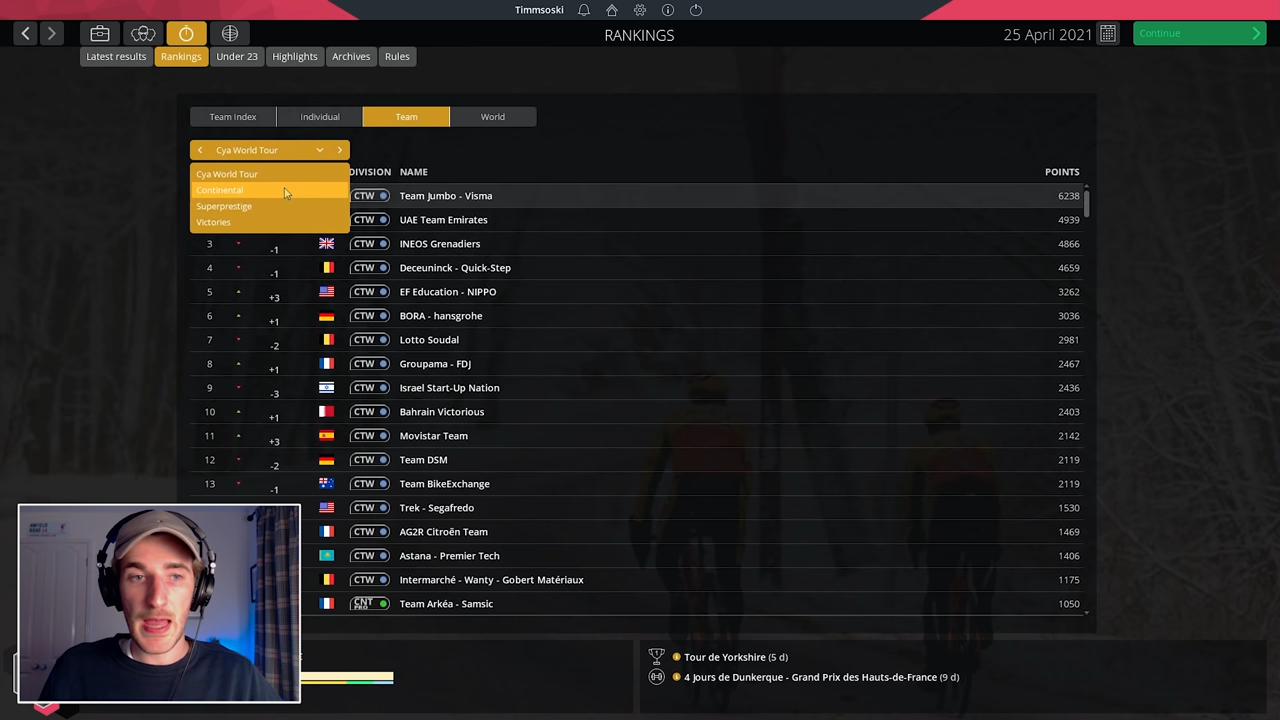 Timmsoski
RANKINGS
25 April 2021
Continue
Latest results
Rankings
Under 23
Highlights
Archives
Rules
Team Index
Individual
Team
World
Cya World Tour
Cya World Tour
Continental
Superprestige
Victories
DIVISION NAME POINTS
CTW Team Jumbo - Visma 6238
CTW UAE Team Emirates 4939
3 -1 CTW INEOS Grenadiers 4866
4 -1 CTW Deceuninck - Quick-Step 4659
5 +3 CTW EF Education - NIPPO 3262
6 +1 CTW BORA - hansgrohe 3036
7 -2 CTW Lotto Soudal 2981
8 +1 CTW Groupama - FDJ 2467
9 -3 CTW Israel Start-Up Nation 2436
10 +1 CTW Bahrain Victorious 2403
11 +3 CTW Movistar Team 2142
12 -2 CTW Team DSM 2119
13 -1 CTW Team BikeExchange 2119
CTW Trek - Segafredo 1530
CTW AG2R Citroën Team 1469
CTW Astana - Premier Tech 1406
CTW Intermarché - Wanty - Gobert Matériaux 1175
CNT PRO Team Arkéa - Samsic 1050
Tour de Yorkshire (5 d)
4 Jours de Dunkerque - Grand Prix des Hauts-de-France (9 d)